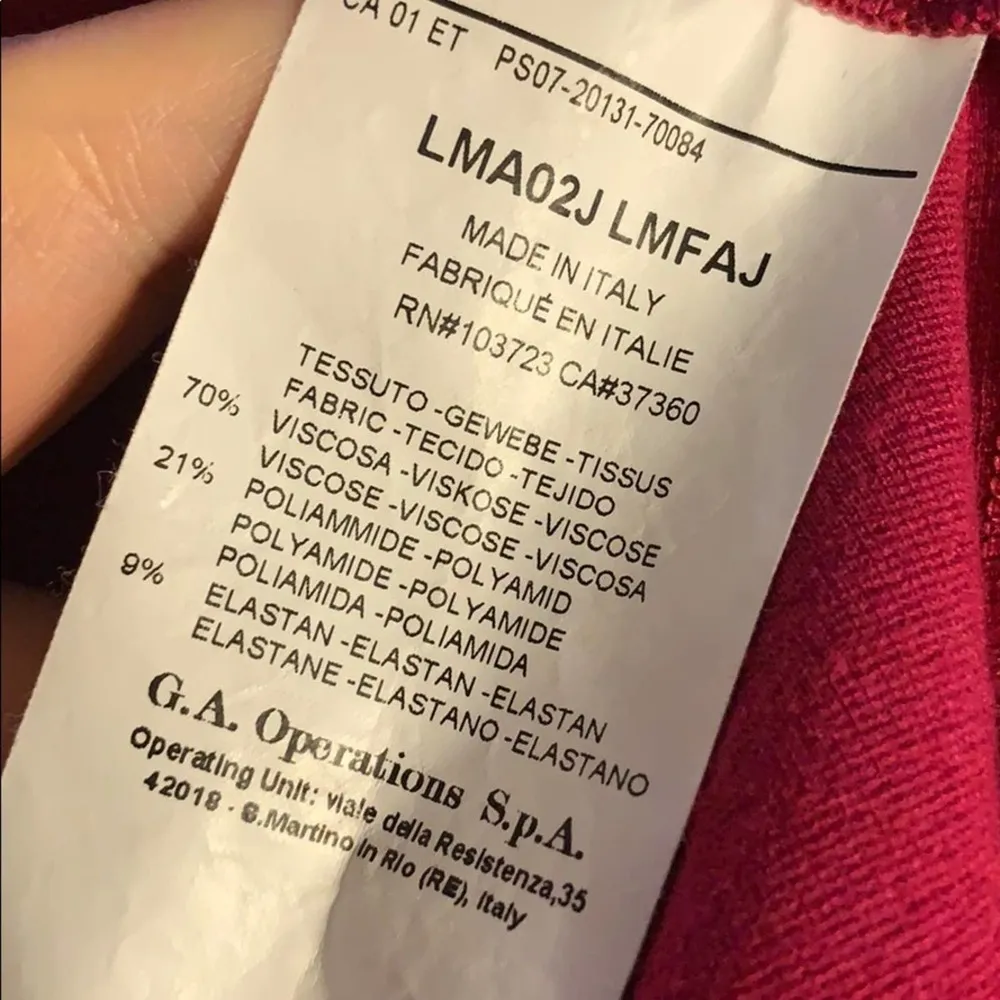 CA 01 ET PS07-20131-70084
LMA02J LMFAJ
MADE IN ITALY
FABRIQUÉ EN ITALIE
RN#103723 CA#37360
TESSUTO -GEWEBE -TISSUS
FABRIC -TECIDO -TEJIDO
70% VISCOSA -VISKOSE -VISCOSE
VISCOSE -VISCOSE -VISCOSA
21% POLIAMMIDE -POLYAMID
POLYAMIDE -POLYAMIDE
POLIAMIDA -POLIAMIDA
9% ELASTAN -ELASTAN -ELASTAN
ELASTANE -ELASTANO -ELASTANO
G.A. Operations S.p.A.
Operating Unit: viale della Resistenza,35
42018 - S.Martino in Rio (RE), Italy